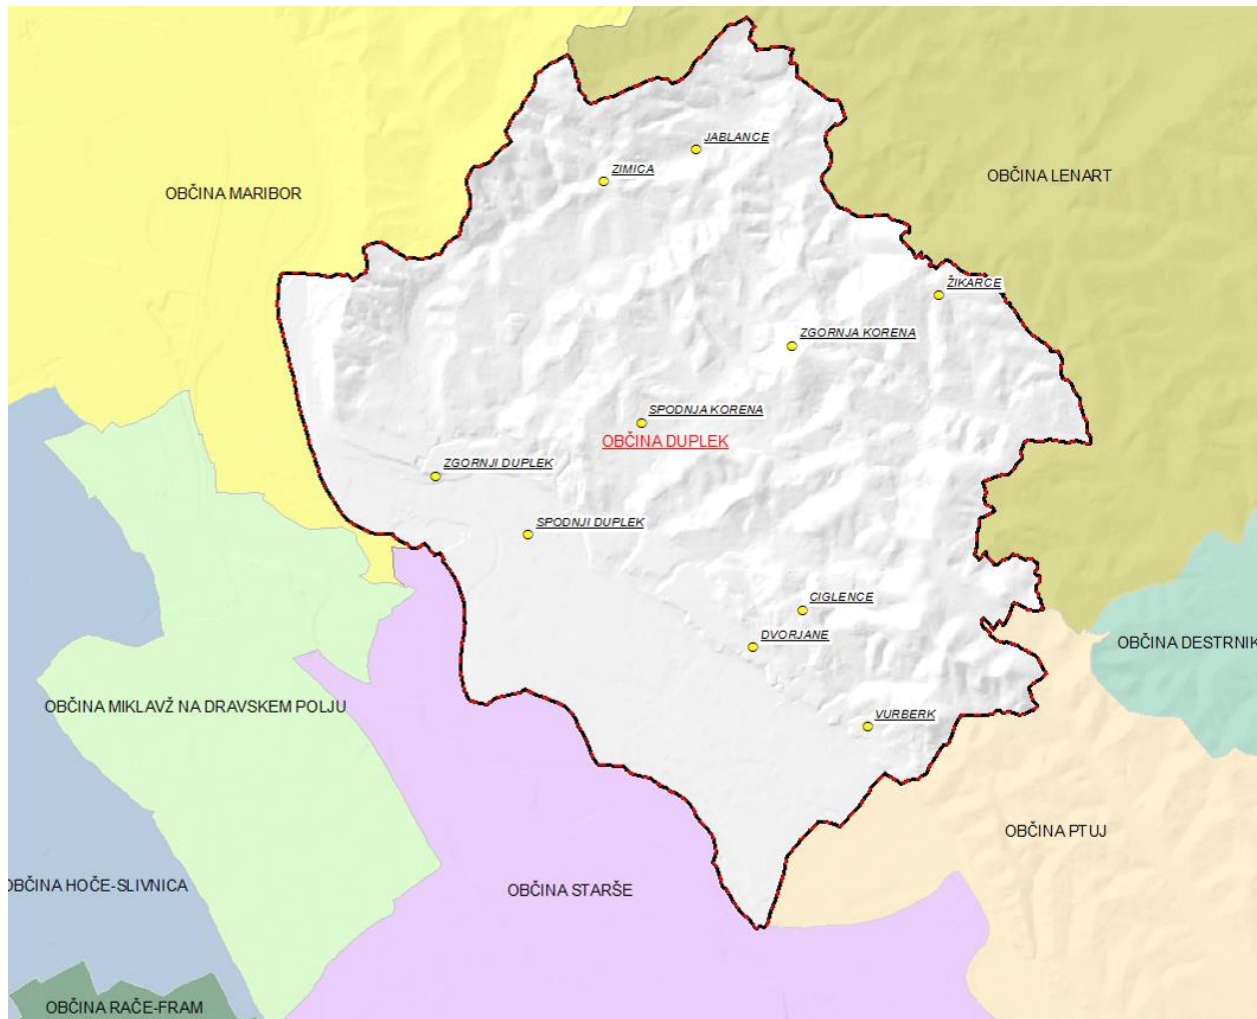 JABLANCE
ZIMICA
OBČINA LENART
OBČINA MARIBOR
ŽIKARCE
ZGORNJA KORENA
SPODNJA KORENA
OBČINA DUPLEK
ZGORNJI DUPLEK
SPODNJI DUPLEK
CIGLENCE
DVORJANE
OBČINA DESTRNIK
OBČINA MIKLAVŽ NA DRAVSKEM POLJU
VURBERK
OBČINA PTUJ
OBČINA HOČE-SLIVNICA
OBČINA STARŠE
OBČINA RAČE-FRAM